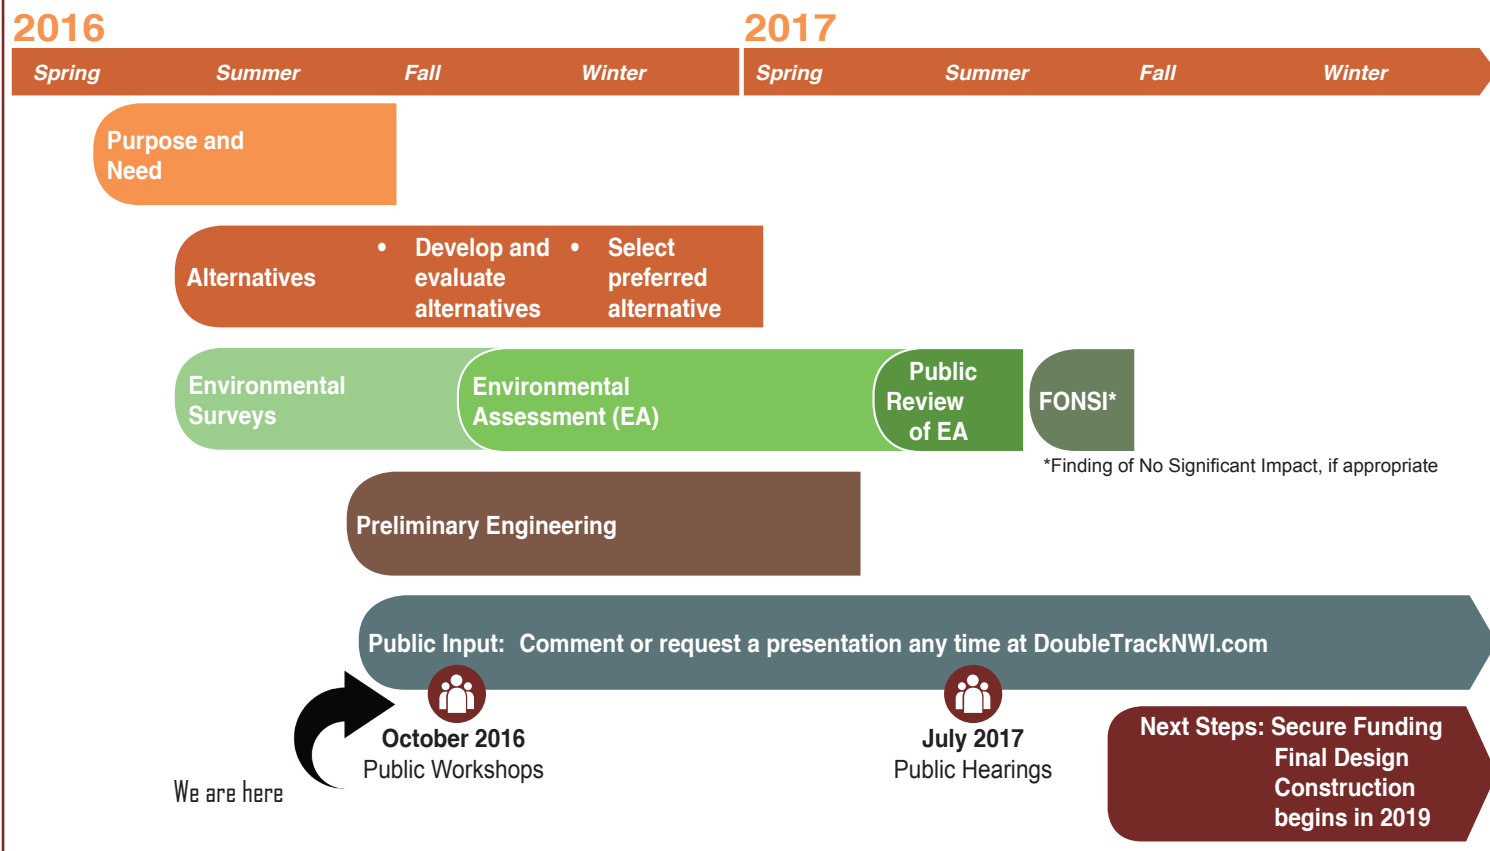 2016
2017
Spring Summer Fall Winter Spring Summer Fall Winter
Purpose and
Need
Alternatives
• Develop and
evaluate
alternatives
• Select
preferred
alternative
Environmental
Surveys
Environmental
Assessment (EA)
Public
Review
of EA
FONSI*
*Finding of No Significant Impact, if appropriate
Preliminary Engineering
Public Input: Comment or request a presentation any time at DoubleTrackNWI.com
October 2016
Public Workshops
July 2017
Public Hearings
We are here
Next Steps: Secure Funding
Final Design
Construction
begins in 2019